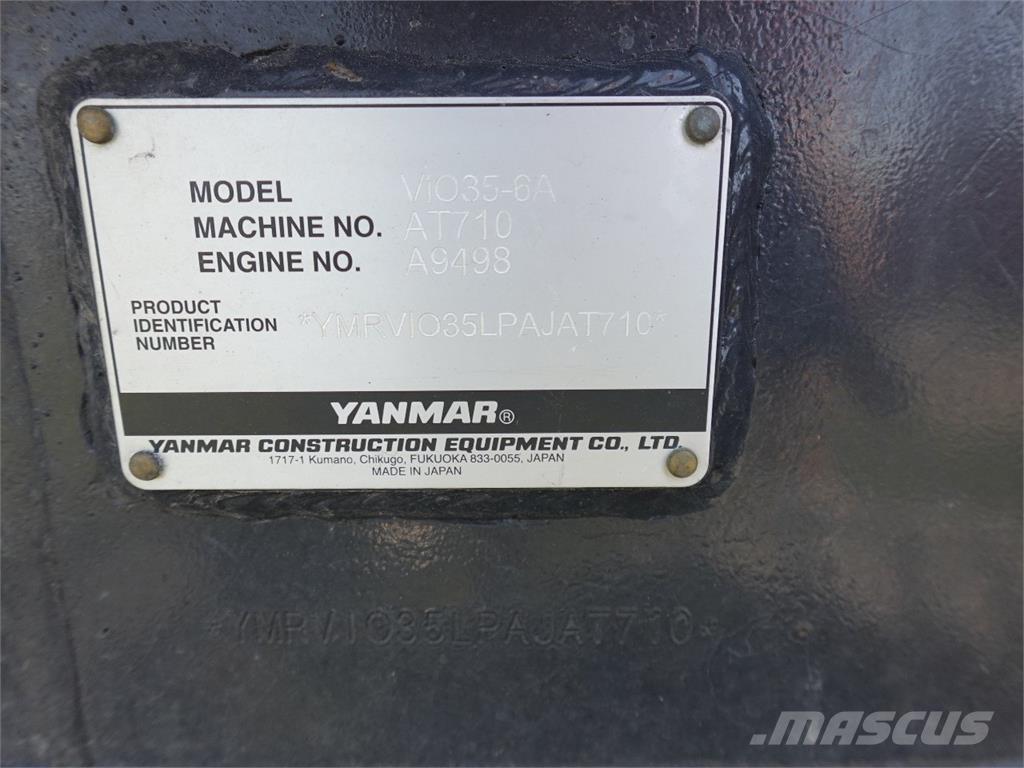 MODEL ViO35-6A
MACHINE NO. AT710
ENGINE NO. A9498
PRODUCT
IDENTIFICATION
NUMBER
*YMRVIO35LPAJAT710*
YANMAR®
YANMAR CONSTRUCTION EQUIPMENT CO., LTD.
1717-1 Kumano, Chikugo, FUKUOKA 833-0055, JAPAN
MADE IN JAPAN
*YMRVIO35LPAJAT710*
MASCUS